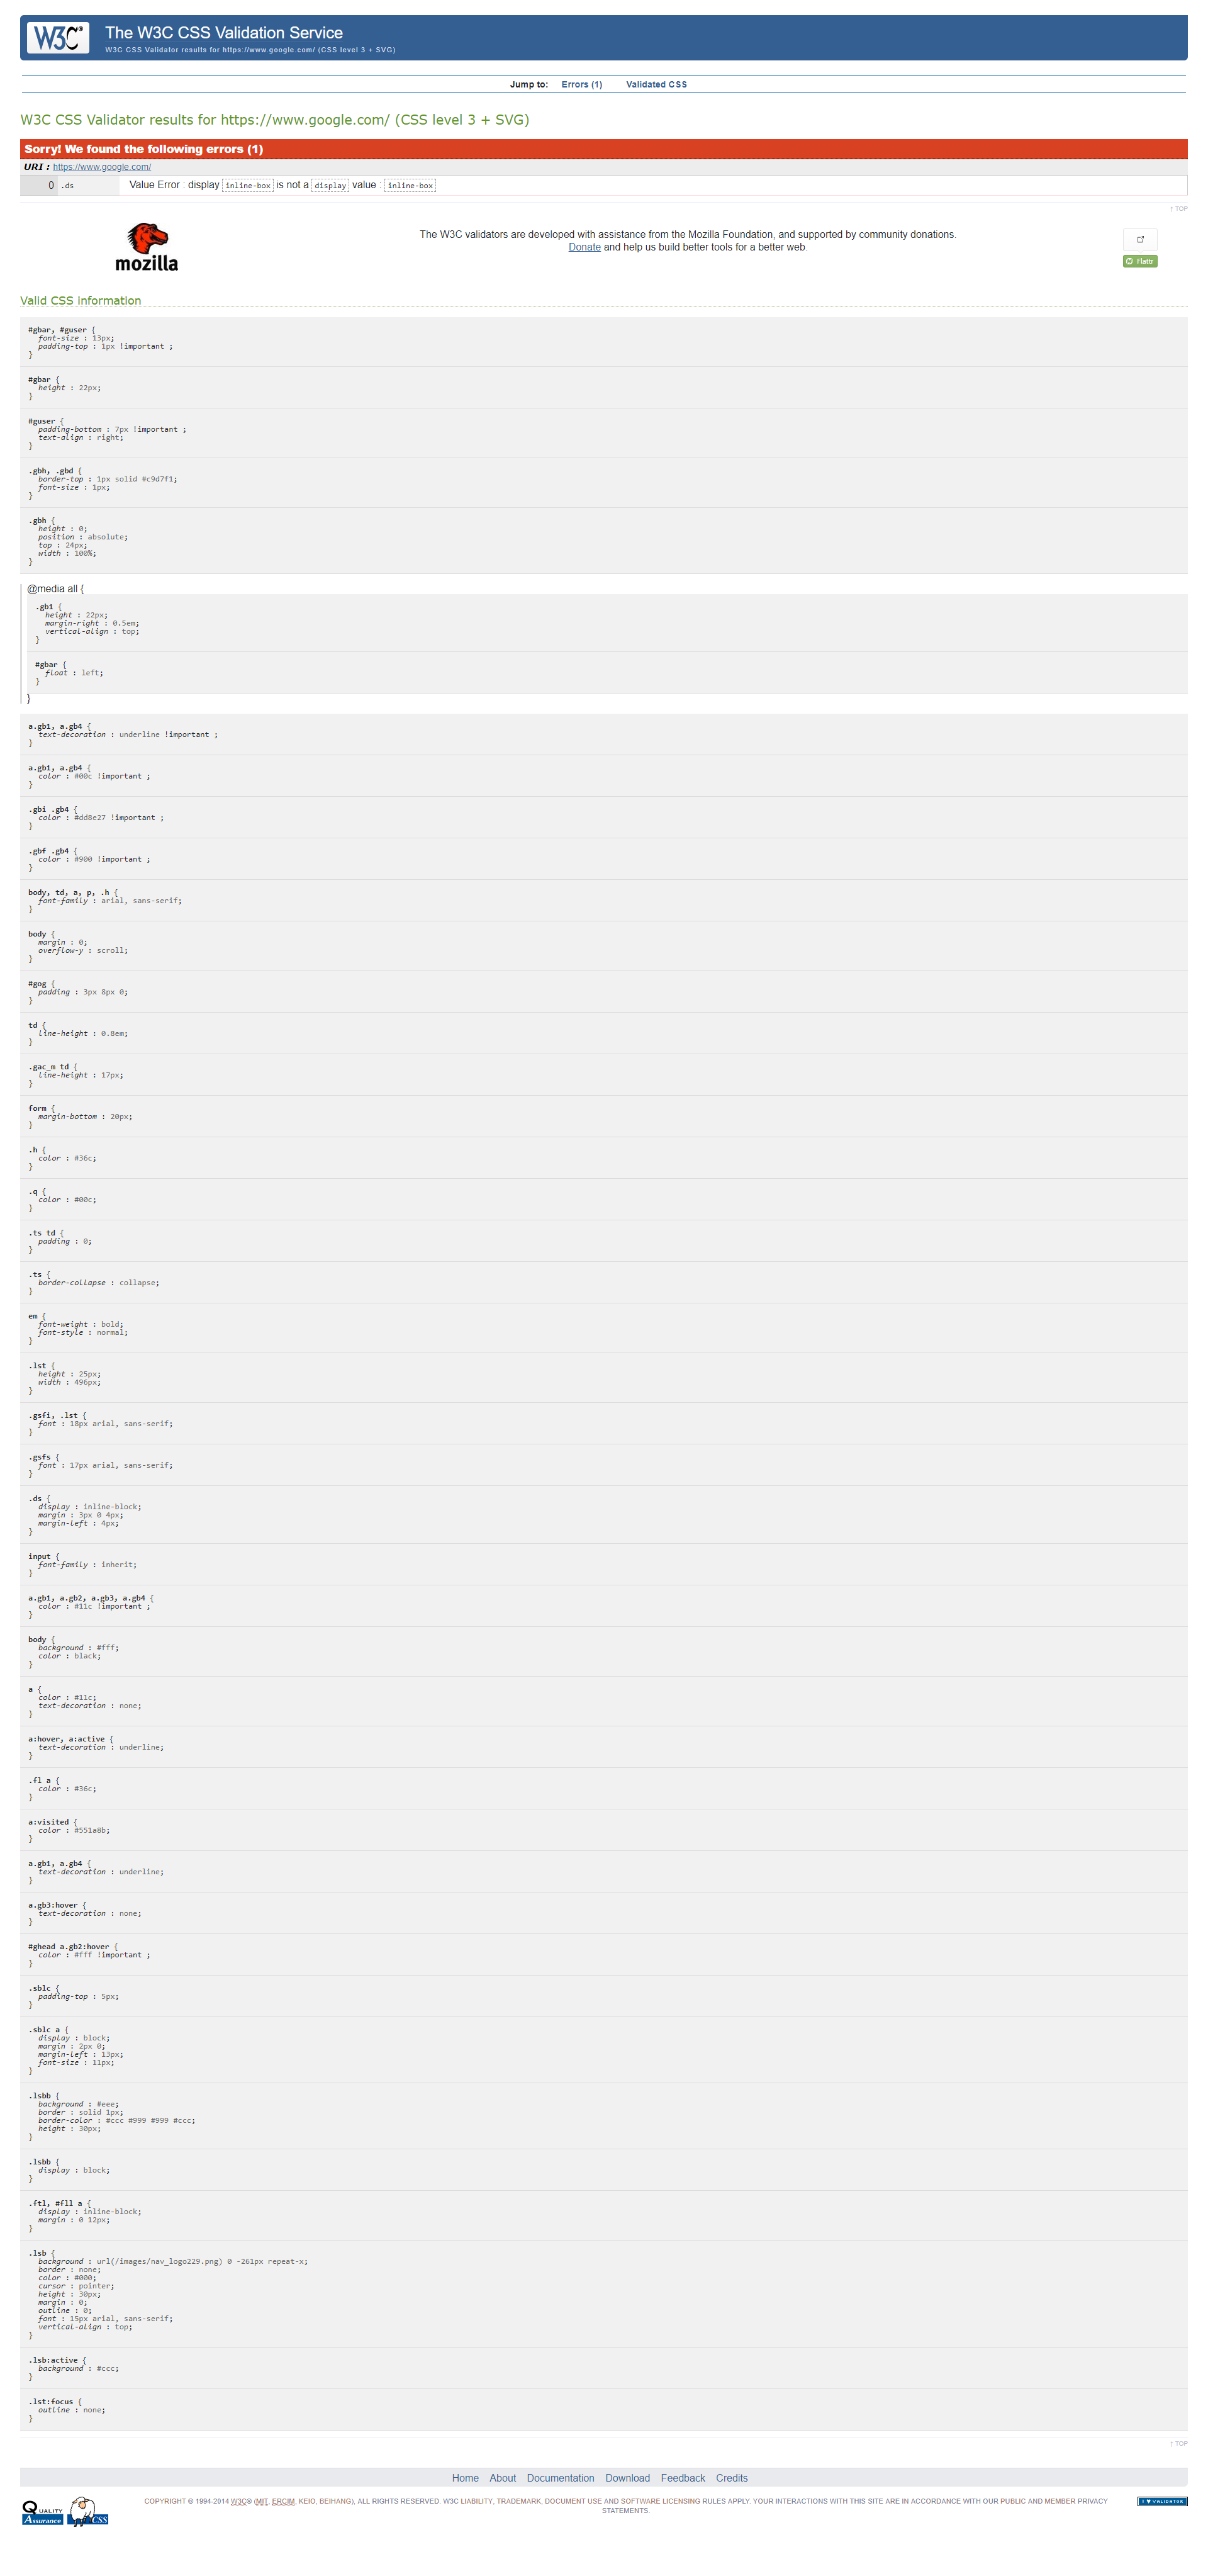 W3C®
The W3C CSS Validation Service
W3C CSS Validator results for https://www.google.com/ (CSS level 3 + SVG)
Jump to: Errors (1) Validated CSS
W3C CSS Validator results for https://www.google.com/ (CSS level 3 + SVG)
Sorry! We found the following errors (1)
URI : https://www.google.com/
0 .ds Value Error : display inline-box is not a display value : inline-box
↑ TOP
mozilla
The W3C validators are developed with assistance from the Mozilla Foundation, and supported by community donations.
Donate and help us build better tools for a better web.
Flattr
Valid CSS information
#gbar, #guser {
font-size : 13px;
padding-top : 1px !important ;
}
#gbar {
height : 22px;
}
#guser {
padding-bottom : 7px !important ;
text-align : right;
}
.gbh, .gbd {
border-top : 1px solid #c9d7f1;
font-size : 1px;
}
.gbh {
height : 0;
position : absolute;
top : 24px;
width : 100%;
}
@media all {
.gb1 {
height : 22px;
margin-right : 0.5em;
vertical-align : top;
}
#gbar {
float : left;
}
}
a.gb1, a.gb4 {
text-decoration : underline !important ;
}
a.gb1, a.gb4 {
color : #00c !important ;
}
.gbi .gb4 {
color : #dd8e27 !important ;
}
.gbf .gb4 {
color : #900 !important ;
}
body, td, a, p, .h {
font-family : arial, sans-serif;
}
body {
margin : 0;
overflow-y : scroll;
}
#gog {
padding : 3px 8px 0;
}
td {
line-height : 0.8em;
}
.gac_m td {
line-height : 17px;
}
form {
margin-bottom : 20px;
}
.h {
color : #36c;
}
.q {
color : #00c;
}
.ts td {
padding : 0;
}
.ts {
border-collapse : collapse;
}
em {
font-weight : bold;
font-style : normal;
}
.lst {
height : 25px;
width : 496px;
}
.gsfi, .lst {
font : 18px arial, sans-serif;
}
.gsfs {
font : 17px arial, sans-serif;
}
.ds {
display : inline-block;
margin : 3px 0 4px;
margin-left : 4px;
}
input {
font-family : inherit;
}
a.gb1, a.gb2, a.gb3, a.gb4 {
color : #11c !important ;
}
body {
background : #fff;
color : black;
}
a {
color : #11c;
text-decoration : none;
}
a:hover, a:active {
text-decoration : underline;
}
.fl a {
color : #36c;
}
a:visited {
color : #551a8b;
}
a.gb1, a.gb4 {
text-decoration : underline;
}
a.gb3:hover {
text-decoration : none;
}
#ghead a.gb2:hover {
color : #fff !important ;
}
.sblc {
padding-top : 5px;
}
.sblc a {
display : block;
margin : 2px 0;
margin-left : 13px;
font-size : 11px;
}
.lsbb {
background : #eee;
border : solid 1px;
border-color : #ccc #999 #999 #ccc;
height : 30px;
}
.lsbb {
display : block;
}
.ftl, #fll a {
display : inline-block;
margin : 0 12px;
}
.lsb {
background : url(/images/nav_logo229.png) 0 -261px repeat-x;
border : none;
color : #000;
cursor : pointer;
height : 30px;
margin : 0;
outline : 0;
font : 15px arial, sans-serif;
vertical-align : top;
}
.lsb:active {
background : #ccc;
}
.lst:focus {
outline : none;
}
↑ TOP
Home About Documentation Download Feedback Credits
QUALITY
Assurance
CSS
COPYRIGHT © 1994-2014 W3C® (MIT, ERCIM, KEIO, BEIHANG), ALL RIGHTS RESERVED. W3C LIABILITY, TRADEMARK, DOCUMENT USE AND SOFTWARE LICENSING RULES APPLY. YOUR INTERACTIONS WITH THIS SITE ARE IN ACCORDANCE WITH OUR PUBLIC AND MEMBER PRIVACY
STATEMENTS.
I ♥ VALIDATOR